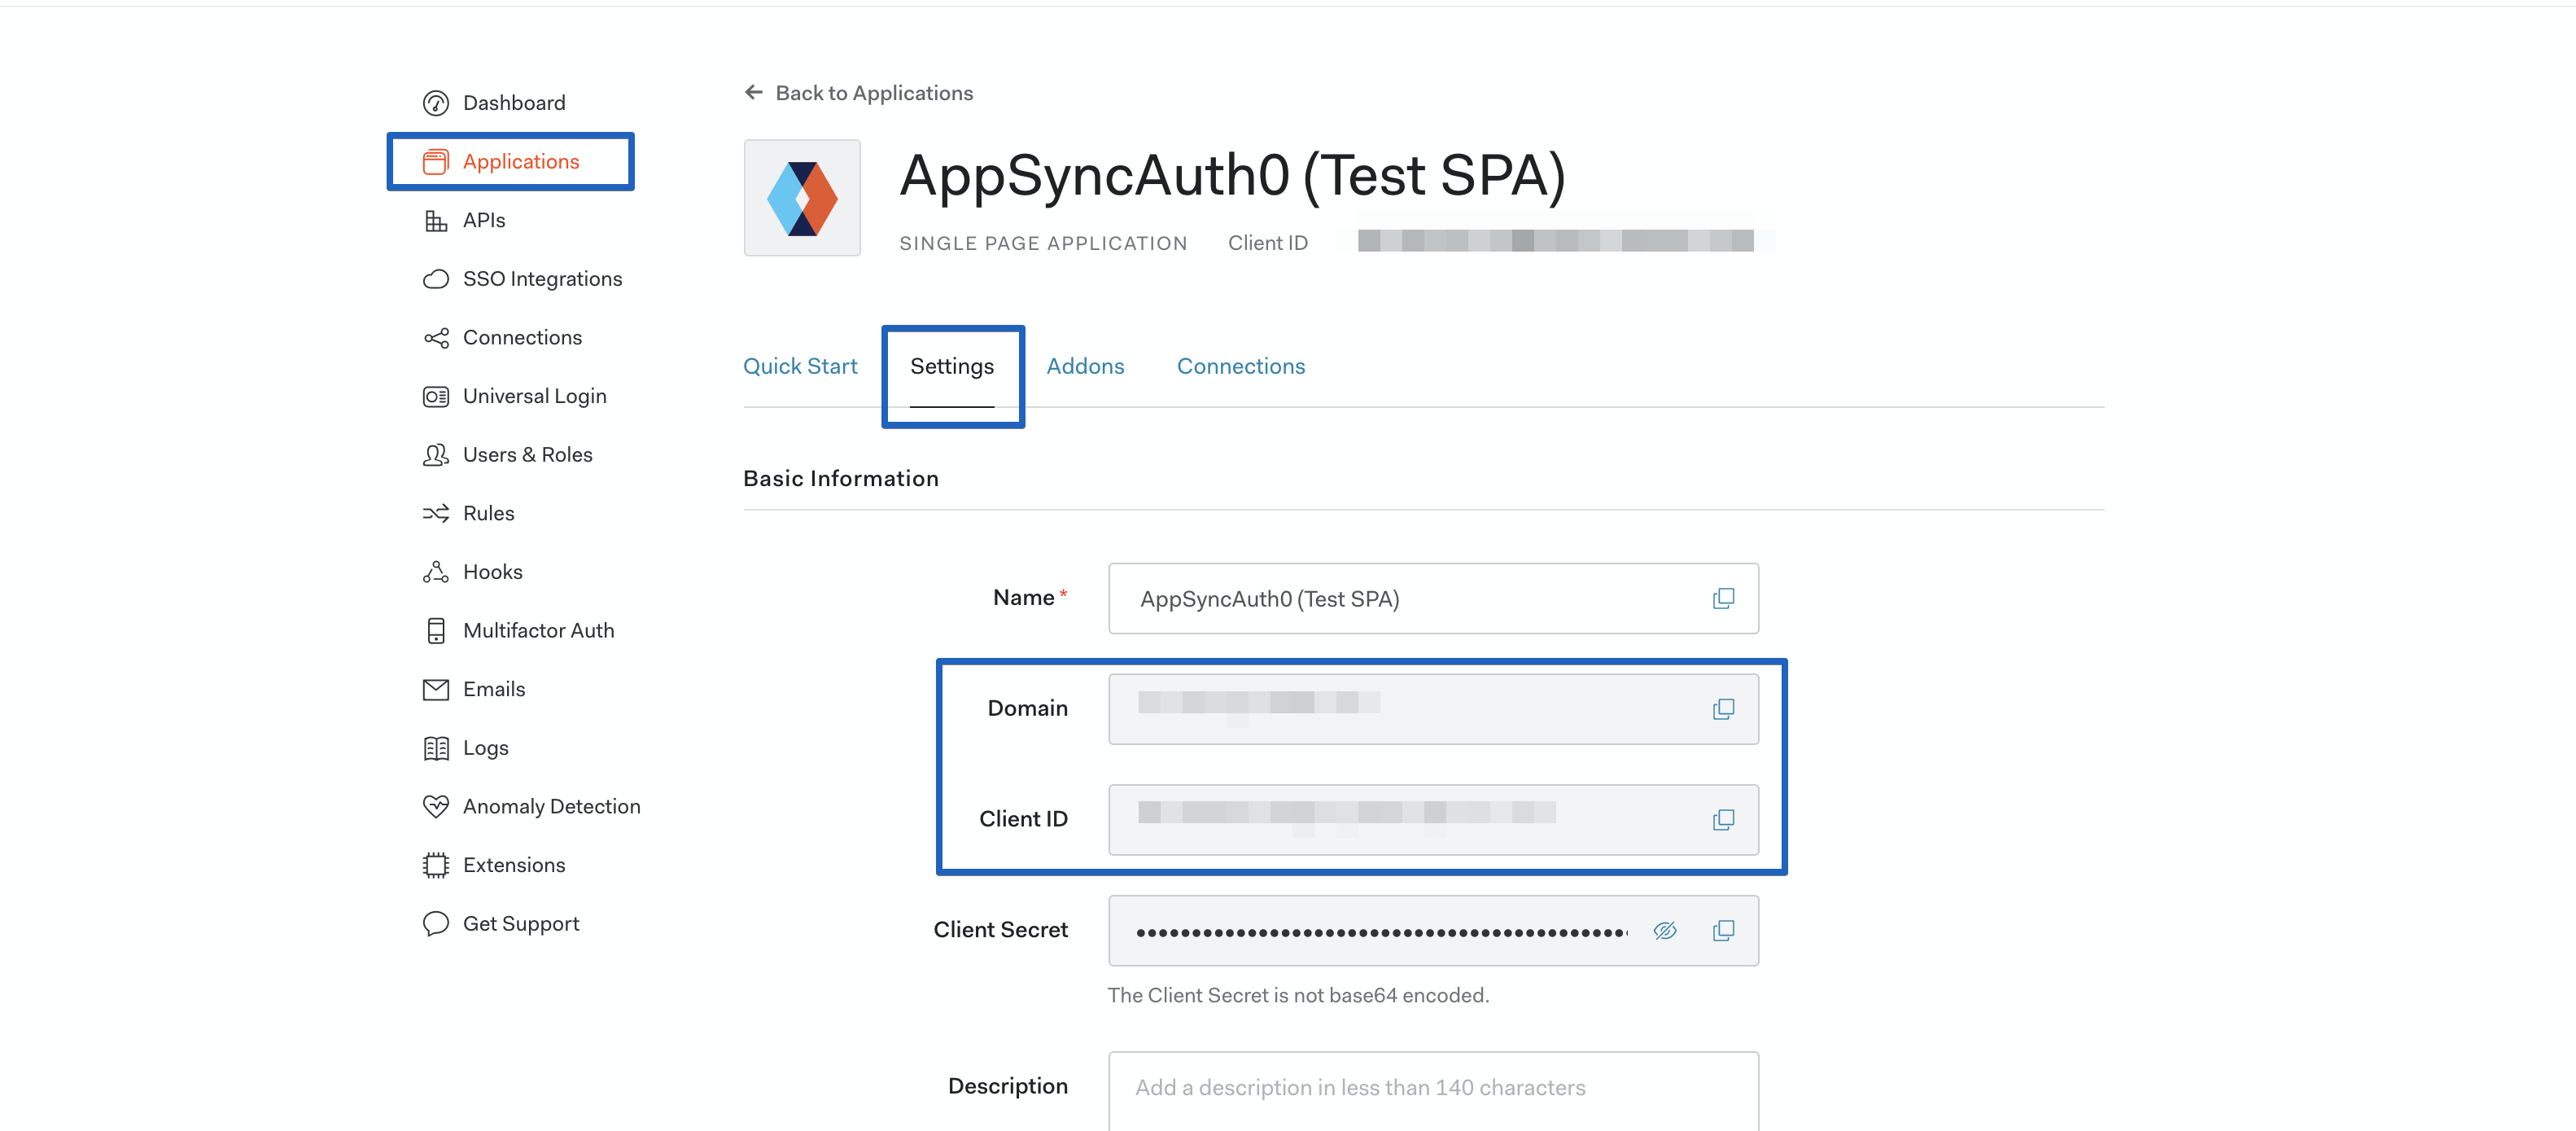 Dashboard
Applications
APIs
SSO Integrations
Connections
Universal Login
Users & Roles
Rules
Hooks
Multifactor Auth
Emails
Logs
Anomaly Detection
Extensions
Get Support
Back to Applications
AppSyncAuth0 (Test SPA)
SINGLE PAGE APPLICATION Client ID
Quick Start Settings Addons Connections
Basic Information
Name * AppSyncAuth0 (Test SPA)
Domain
Client ID
Client Secret
The Client Secret is not base64 encoded.
Description Add a description in less than 140 characters